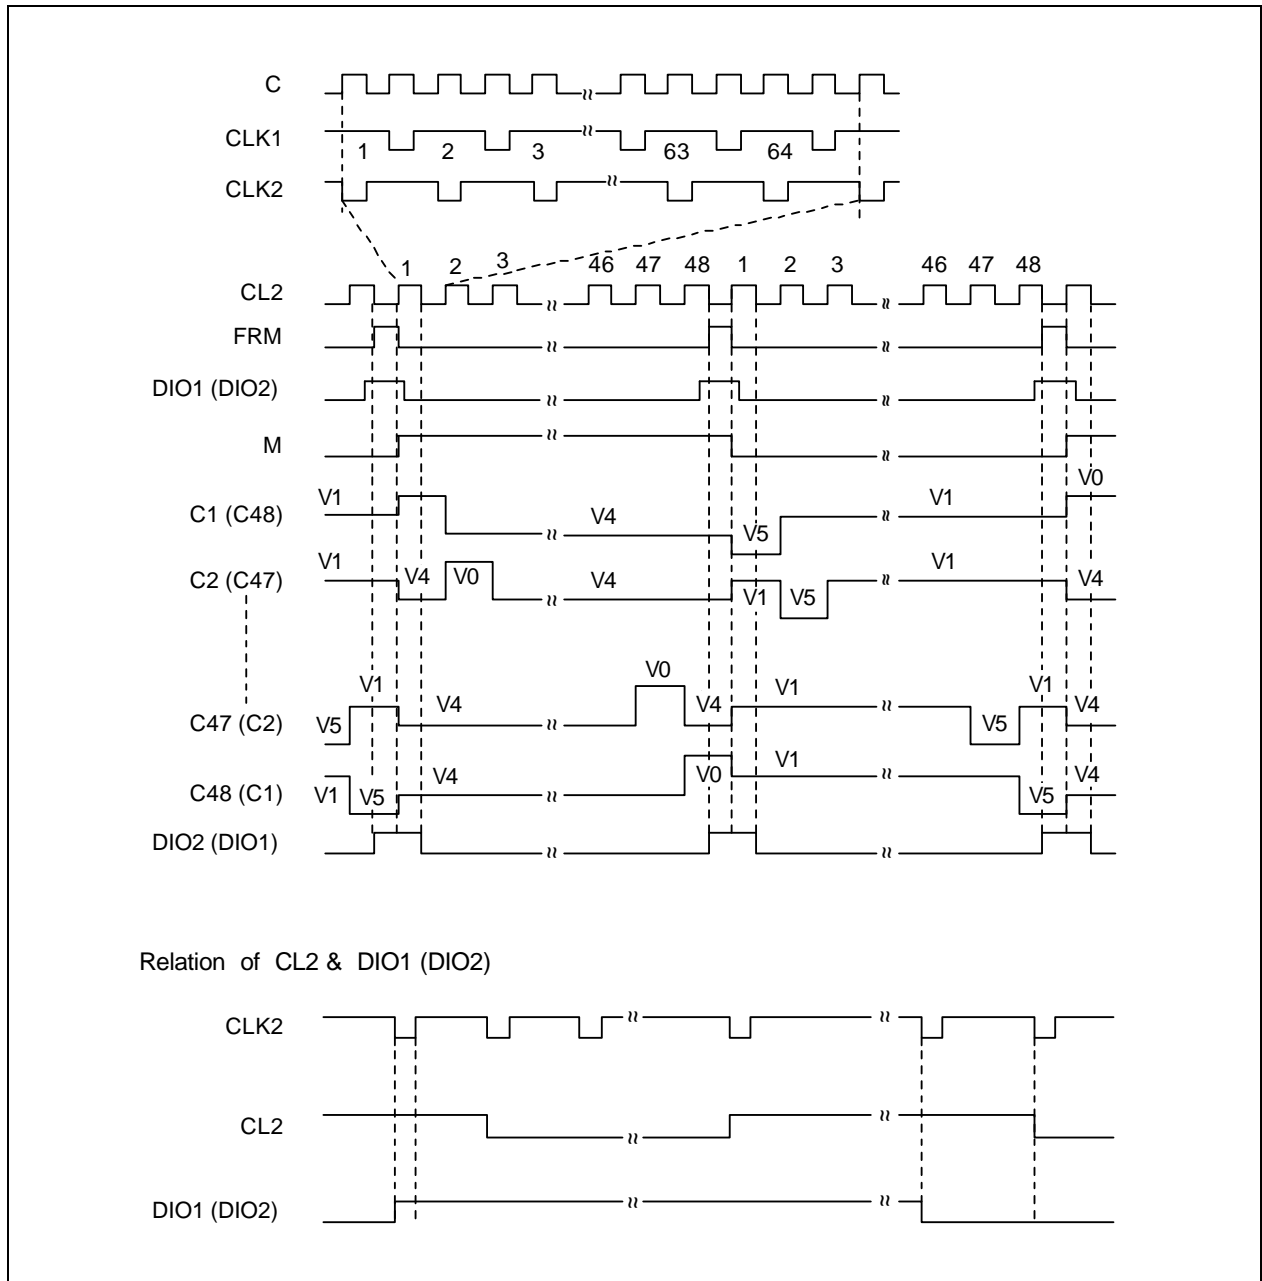 C
CLK1
1 2 3 63 64
CLK2
1 2 3 46 47 48 1 2 3 46 47 48
CL2
FRM
DIO1 (DIO2)
M
V0
V1 V1
C1 (C48)
V4
V5
V1 V1
C2 (C47)
V4 V0 V4 V1 V5 V4
V0
V1 V1 V1
V4 V4 V4
C47 (C2)
V5 V5
V1
V4 V0 V4
C48 (C1)
V1 V5 V5
DIO2 (DIO1)
Relation of CL2 & DIO1 (DIO2)
CLK2
CL2
DIO1 (DIO2)